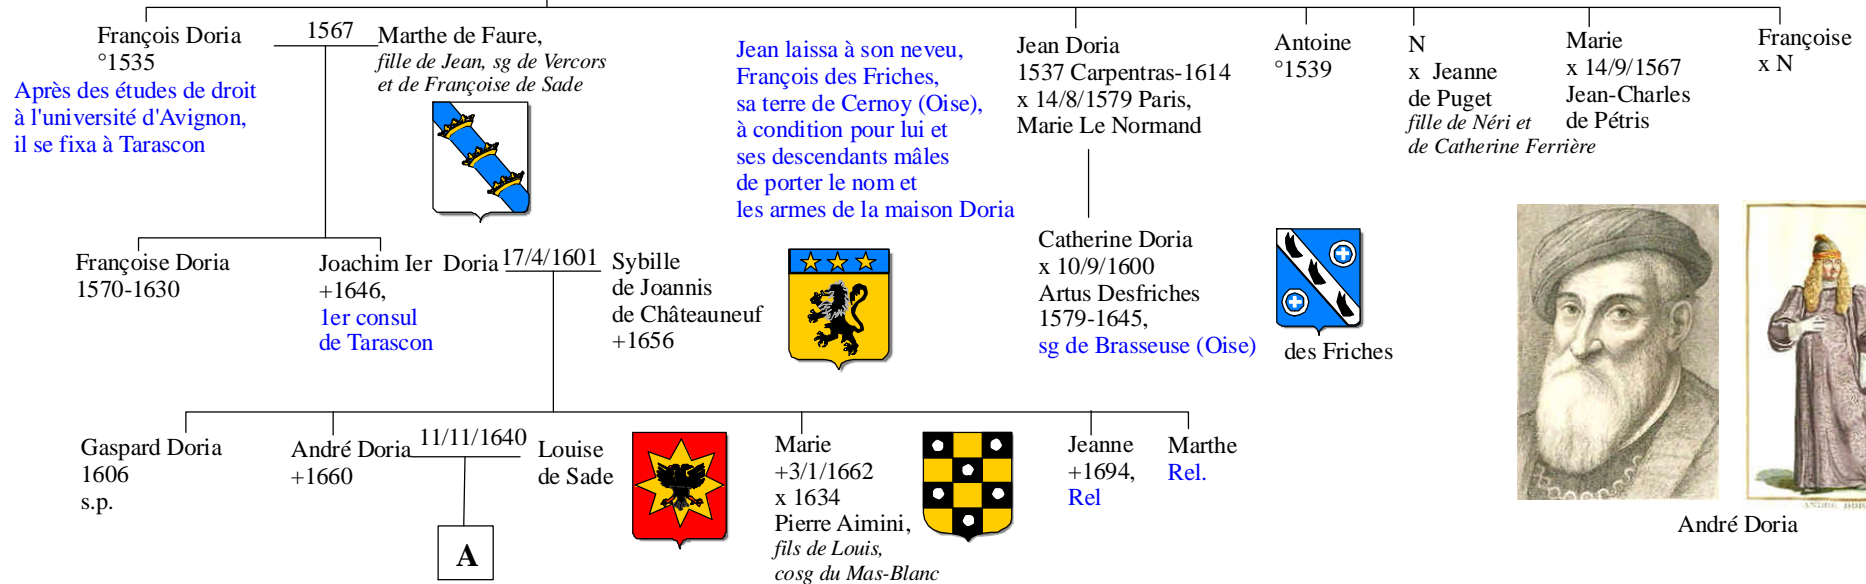 François Doria
°1535
Après des études de droit
à l'université d'Avignon,
il se fixa à Tarascon
1567
Marthe de Faure,
fille de Jean, sg de Vercors
et de Françoise de Sade
Jean laissa à son neveu,
François des Friches,
sa terre de Cernoy (Oise),
à condition pour lui et
ses descendants mâles
de porter le nom et
les armes de la maison Doria
Jean Doria
1537 Carpentras-1614
x 14/8/1579 Paris,
Marie Le Normand
Antoine
°1539
N
x Jeanne
de Puget
fille de Néri et
de Catherine Ferrière
Marie
x 14/9/1567
Jean-Charles
de Pétris
Françoise
x N
Françoise Doria
1570-1630
Joachim Ier Doria
+1646,
1er consul
de Tarascon
17/4/1601
Sybille
de Joannis
de Châteauneuf
+1656
Catherine Doria
x 10/9/1600
Artus Desfriches
1579-1645,
sg de Brasseuse (Oise)
des Friches
Gaspard Doria
1606
s.p.
André Doria
+1660
11/11/1640
Louise
de Sade
A
Marie
+3/1/1662
x 1634
Pierre Aimini,
fils de Louis,
cosg du Mas-Blanc
Jeanne
+1694,
Rel
Marthe
Rel.
André Doria